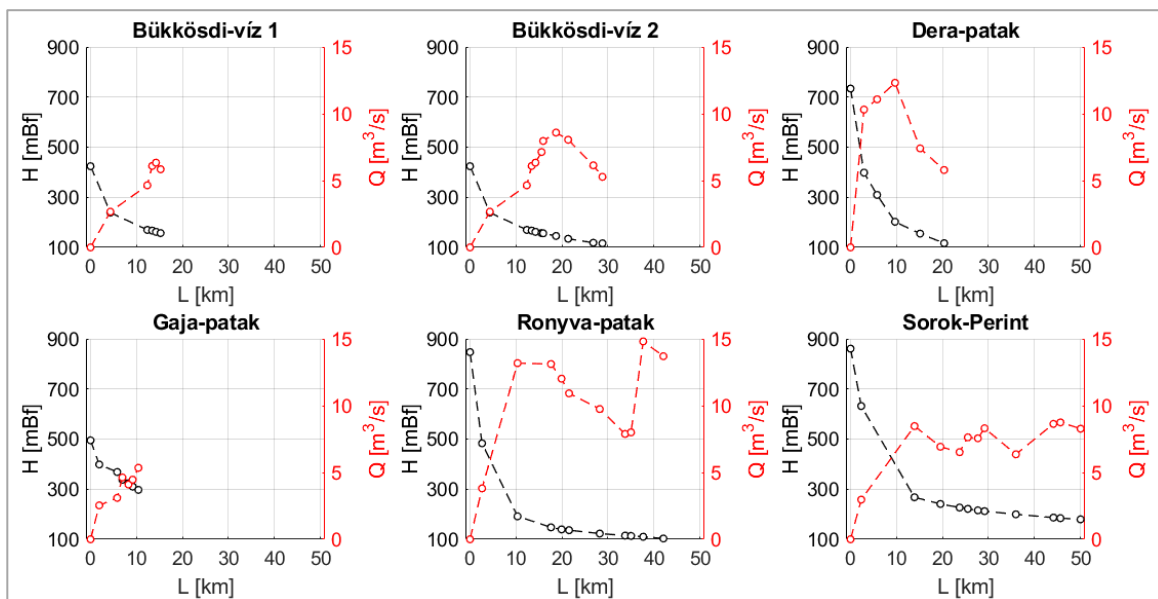 Bükkösdi-víz 1
900
700
500
300
100
H [mBf]
15
10
5
0
Q [m³/s]
0 10 20 30 40 50
L [km]
Bükkösdi-víz 2
900
700
500
300
100
H [mBf]
15
10
5
0
Q [m³/s]
0 10 20 30 40 50
L [km]
Dera-patak
900
700
500
300
100
H [mBf]
15
10
5
0
Q [m³/s]
0 10 20 30 40 50
L [km]
Gaja-patak
900
700
500
300
100
H [mBf]
15
10
5
0
Q [m³/s]
0 10 20 30 40 50
L [km]
Ronyva-patak
900
700
500
300
100
H [mBf]
15
10
5
0
Q [m³/s]
0 10 20 30 40 50
L [km]
Sorok-Perint
900
700
500
300
100
H [mBf]
15
10
5
0
Q [m³/s]
0 10 20 30 40 50
L [km]